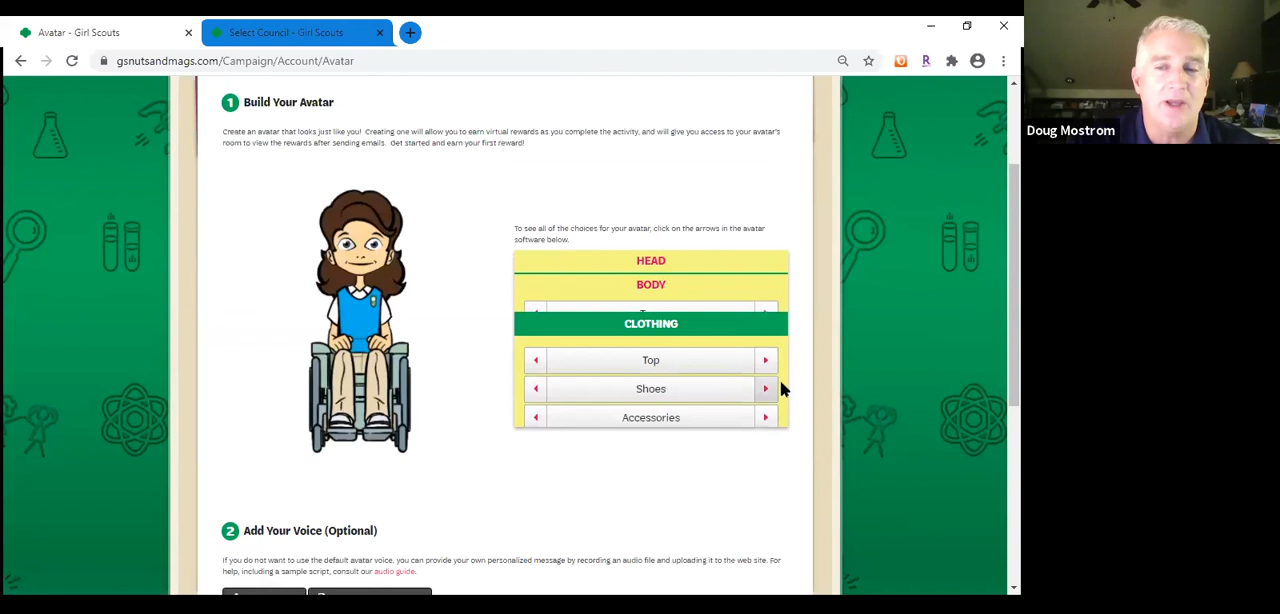 Avatar - Girl Scouts
Select Council - Girl Scouts
gsnutsandmags.com/Campaign/Account/Avatar
R
Doug Mostrom
1 Build Your Avatar
Create an avatar that looks just like you! Creating one will allow you to earn virtual rewards as you complete the activity, and will give you access to your avatar's
room to view the rewards after sending emails. Get started and earn your first reward!
To see all of the choices for your avatar, click on the arrows in the avatar
software below.
HEAD
BODY
CLOTHING
Top
Shoes
Accessories
2 Add Your Voice (Optional)
If you do not want to use the default avatar voice, you can provide your own personalized message by recording an audio file and uploading it to the web site. For
help, including a sample script, consult our audio guide.